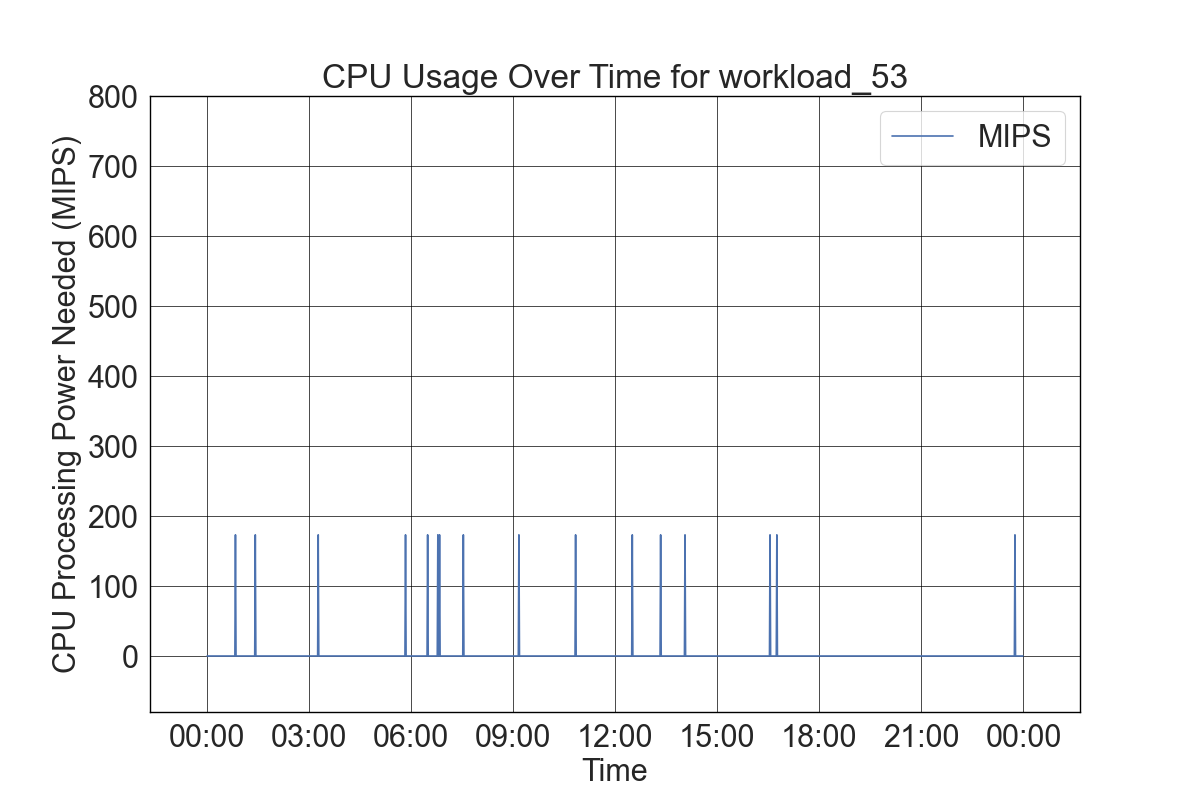 CPU Usage Over Time for workload_53
CPU Processing Power Needed (MIPS)
800
700
600
500
400
300
200
100
0
MIPS
00:00 03:00 06:00 09:00 12:00 15:00 18:00 21:00 00:00
Time